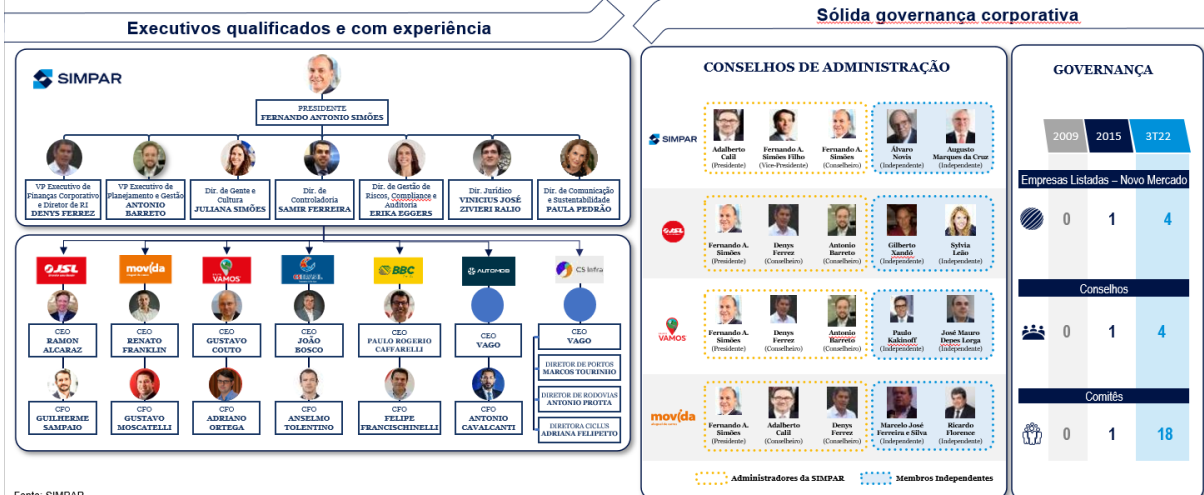 Executivos qualificados e com experiência
SIMPAR
PRESIDENTE
FERNANDO ANTONIO SIMÕES
VP Executivo de
Finanças Corporativo
e Diretor de RI
DENYS FERREZ
VP Executivo de
Planejamento e Gestão
ANTONIO
BARRETO
Dir. de Gente e
Cultura
JULIANA SIMÕES
Dir. de
Controladoria
SAMIR FERREIRA
Dir. de Gestão de
Riscos, Compliance e
Auditoria
ERIKA EGGERS
Dir. Jurídico
VINICIUS JOSÉ
ZIVIERI RALIO
Dir. de Comunicação
e Sustentabilidade
PAULA PEDRÃO
JSL
CEO
RAMON
ALCARAZ
CFO
GUILHERME
SAMPAIO
movida
CEO
RENATO
FRANKLIN
CFO
GUSTAVO
MOSCATELLI
VAMOS
CEO
GUSTAVO
COUTO
CFO
ADRIANO
ORTEGA
CEO
JOÃO
BOSCO
CFO
ANSELMO
TOLENTINO
BBC
CEO
PAULO ROGERIO
CAFFARELLI
CFO
FELIPE
FRANCISCHINELLI
AUTOMOB
CEO
VAGO
CFO
ANTONIO
CAVALCANTI
CS Infra
CEO
VAGO
DIRETOR DE PORTOS
MARCOS TOURINHO
DIRETOR DE RODOVIAS
ANTONIO PROTTA
DIRETORA CICLUS
ADRIANA FELIPETTO
Fonte: SIMPAR
Sólida governança corporativa
CONSELHOS DE ADMINISTRAÇÃO
SIMPAR
Adalberto
Calil
(Presidente)
Fernando A.
Simões Filho
(Vice-Presidente)
Fernando A.
Simões
(Conselheiro)
Álvaro
Novis
(Independente)
Augusto
Marques da Cruz
(Independente)
JSL
Fernando A.
Simões
(Presidente)
Denys
Ferrez
(Conselheiro)
Antonio
Barreto
(Conselheiro)
Gilberto
Xandó
(Independente)
Sylvia
Leão
(Independente)
VAMOS
Fernando A.
Simões
(Presidente)
Denys
Ferrez
(Conselheiro)
Antonio
Barreto
(Conselheiro)
Paulo
Kakinoff
(Independente)
José Mauro
Depes Lorga
(Independente)
movida
Fernando A.
Simões
(Presidente)
Adalberto
Calil
(Conselheiro)
Denys
Ferrez
(Conselheiro)
Marcelo José
Ferreira e Silva
(Independente)
Ricardo
Florence
(Independente)
Administradores da SIMPAR
Membros Independentes
GOVERNANÇA
2009 2015 3T22
Empresas Listadas – Novo Mercado
0 1 4
Conselhos
0 1 4
Comitês
0 1 18